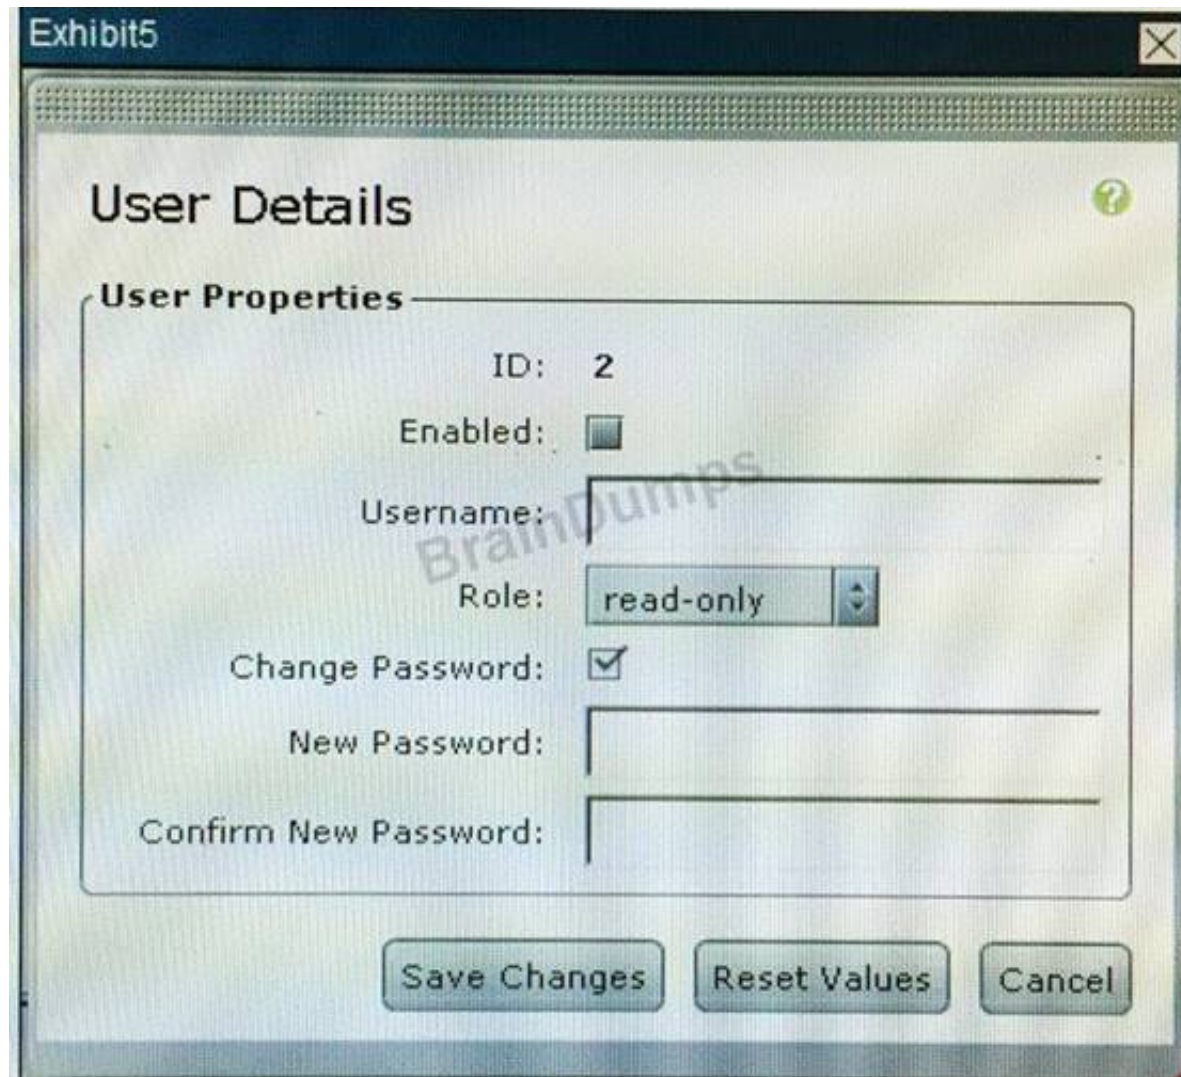 Exhibit5
User Details
?
User Properties
ID: 2
Enabled:
Username:
BrainDumps
Role: read-only
Change Password:
New Password:
Confirm New Password:
Save Changes Reset Values Cancel